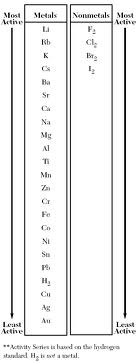 Most Metals Nonmetals Most
Active Active
Li F₂
Rb Cl₂
K Br₂
Cs I₂
Ba
Sr
Ca
Na
Mg
Al
Ti
Mn
Zn
Cr
Fe
Co
Ni
Sn
Pb
H₂
Cu
Ag
Au
Least Least
Active Active
**Activity Series is based on the hydrogen
standard. H₂ is not a metal.